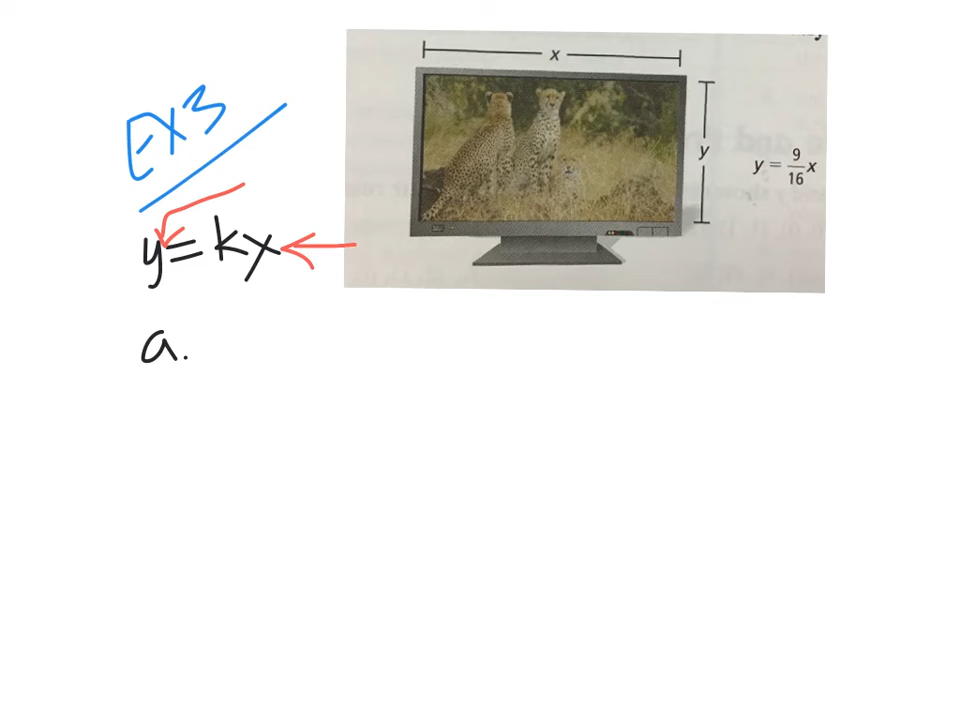 x
EX3
y
y = 9/16 x
y = kx
a.